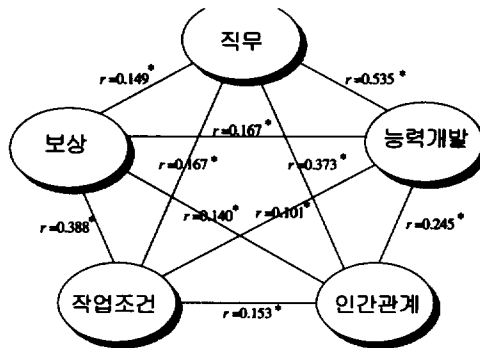 직무
r=0.149*
r=0.535*
보상
r=0.167*
능력개발
r=0.167*
r=0.373*
r=0.388*
r=0.140*
r=0.101*
r=0.245*
작업조건
r=0.153*
인간관계